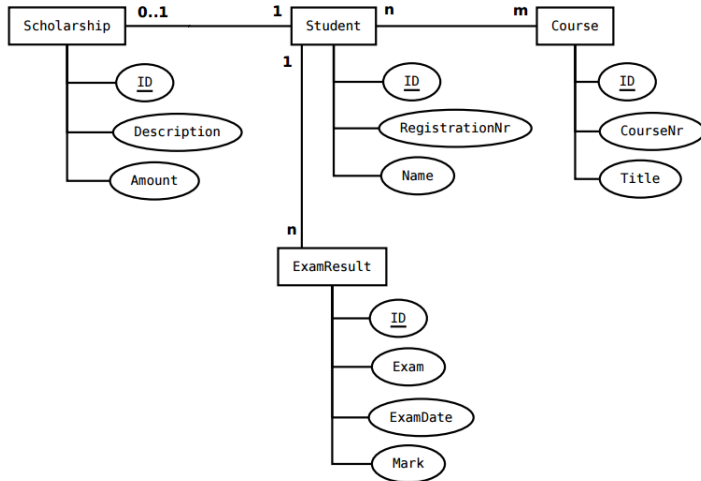 Scholarship 0..1 1 Student n m Course
1
ID ID ID
Description RegistrationNr CourseNr
Amount Name Title
n
ExamResult
ID
Exam
ExamDate
Mark